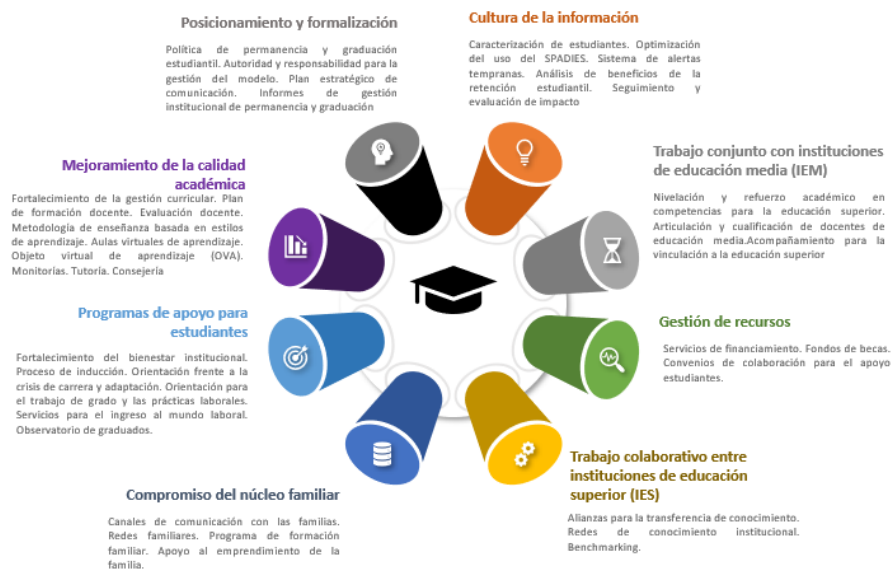 Posicionamiento y formalización
Política de permanencia y graduación
estudiantil. Autoridad y responsabilidad para la
gestión del modelo. Plan estratégico de
comunicación. Informes de gestión
institucional de permanencia y graduación
Cultura de la información
Caracterización de estudiantes. Optimización
del uso del SPADIES. Sistema de alertas
tempranas. Análisis de beneficios de la
retención estudiantil. Seguimiento y
evaluación de impacto
Mejoramiento de la calidad
académica
Fortalecimiento de la gestión curricular. Plan
de formación docente. Evaluación docente.
Metodología de enseñanza basada en estilos
de aprendizaje. Aulas virtuales de aprendizaje.
Objeto virtual de aprendizaje (OVA).
Monitorías. Tutoría. Consejería
Trabajo conjunto con instituciones
de educación media (IEM)
Nivelación y refuerzo académico en
competencias para la educación superior.
Articulación y cualificación de docentes de
educación media.Acompañamiento para la
vinculación a la educación superior
Programas de apoyo para
estudiantes
Fortalecimiento del bienestar institucional.
Proceso de inducción. Orientación frente a la
crisis de carrera y adaptación. Orientación para
el trabajo de grado y las prácticas laborales.
Servicios para el ingreso al mundo laboral.
Observatorio de graduados.
Gestión de recursos
Servicios de financiamiento. Fondos de becas.
Convenios de colaboración para el apoyo
estudiantes.
Compromiso del núcleo familiar
Canales de comunicación con las familias.
Redes familiares. Programa de formación
familiar. Apoyo al emprendimiento de la
familia.
Trabajo colaborativo entre
instituciones de educación
superior (IES)
Alianzas para la transferencia de conocimiento.
Redes de conocimiento institucional.
Benchmarking.